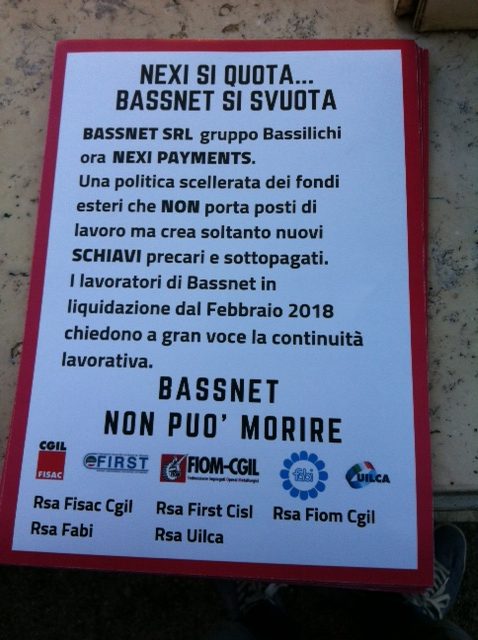 NEXI SI QUOTA...
BASSNET SI SVUOTA
BASSNET SRL gruppo Bassilichi
ora NEXI PAYMENTS.
Una politica scellerata dei fondi
esteri che NON porta posti di
lavoro ma crea soltanto nuovi
SCHIAVI precari e sottopagati.
I lavoratori di Bassnet in
liquidazione dal Febbraio 2018
chiedono a gran voce la continuità
lavorativa.
BASSNET
NON PUO' MORIRE
CGIL
FISAC
FIRST
FIOM-CGIL
fabi
UILCA
Rsa Fisac Cgil
Rsa First Cisl
Rsa Fiom Cgil
Rsa Fabi
Rsa Uilca